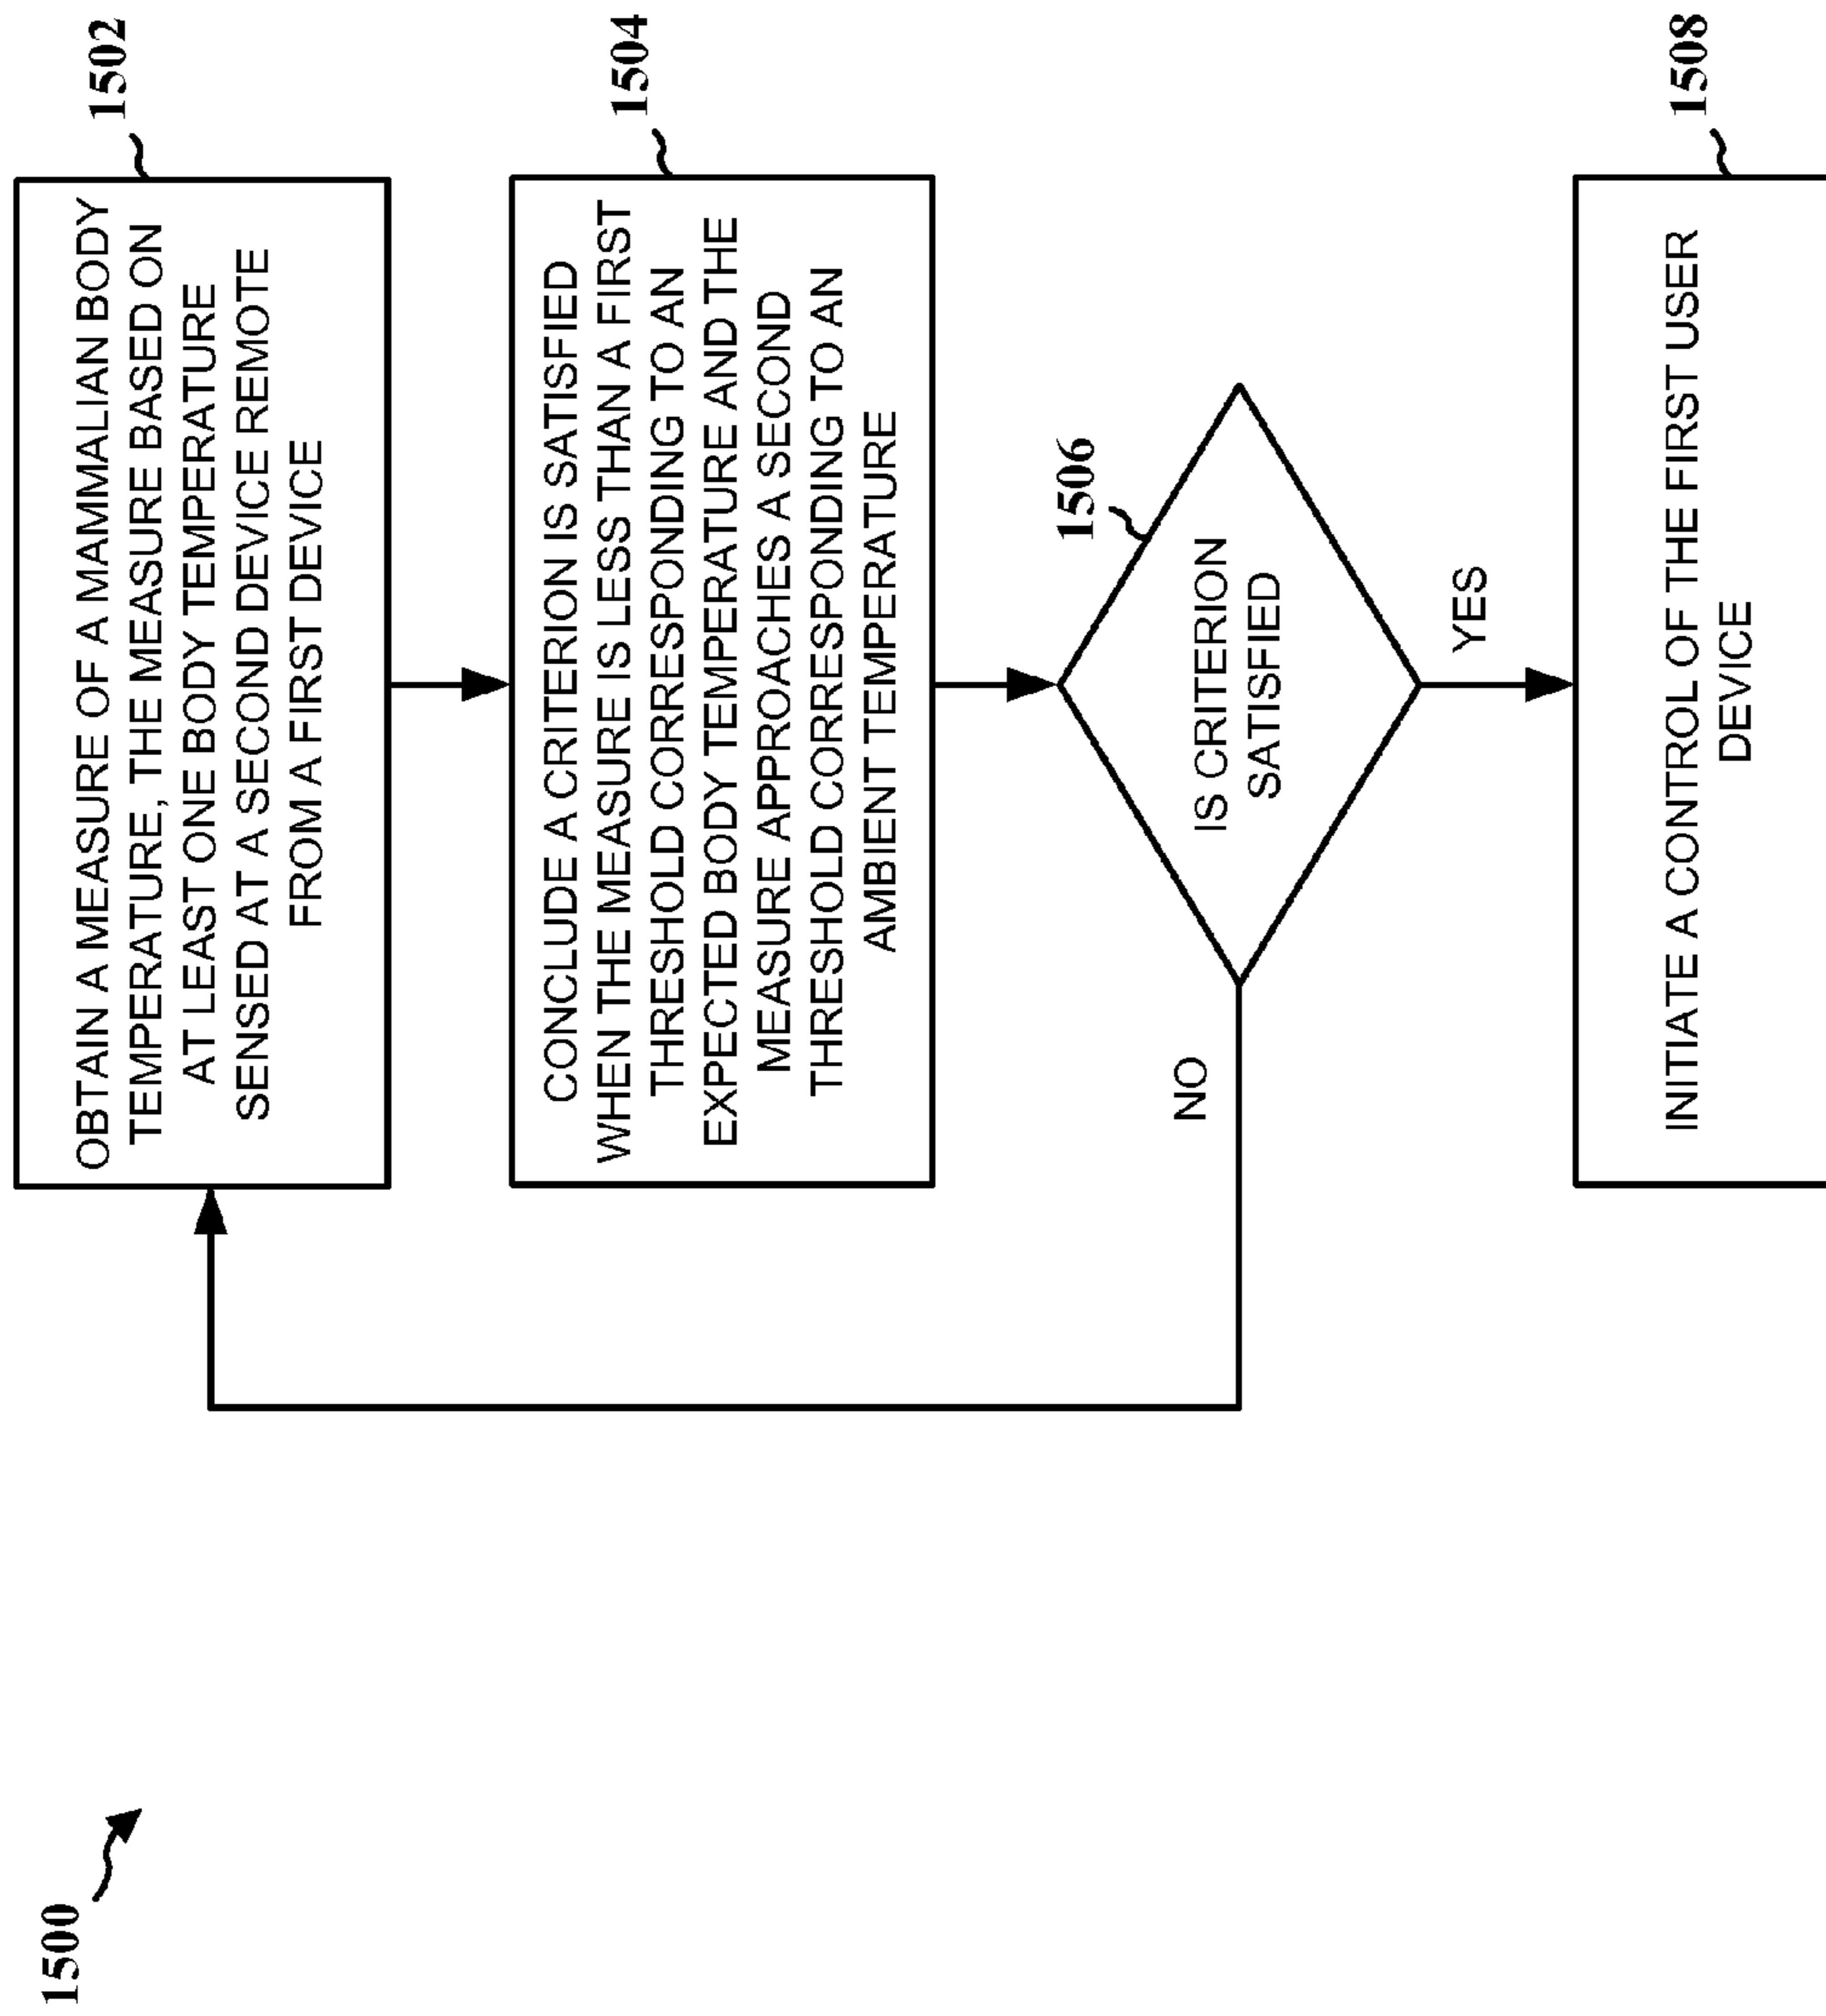 1500
1502
OBTAIN A MEASURE OF A MAMMALIAN BODY
TEMPERATURE, THE MEASURE BASED ON
AT LEAST ONE BODY TEMPERATURE
SENSED AT A SECOND DEVICE REMOTE
FROM A FIRST DEVICE
1504
CONCLUDE A CRITERION IS SATISFIED
WHEN THE MEASURE IS LESS THAN A FIRST
THRESHOLD CORRESPONDING TO AN
EXPECTED BODY TEMPERATURE AND THE
MEASURE APPROACHES A SECOND
THRESHOLD CORRESPONDING TO AN
AMBIENT TEMPERATURE
1506
IS CRITERION
SATISFIED
NO
YES
1508
INITIATE A CONTROL OF THE FIRST USER
DEVICE